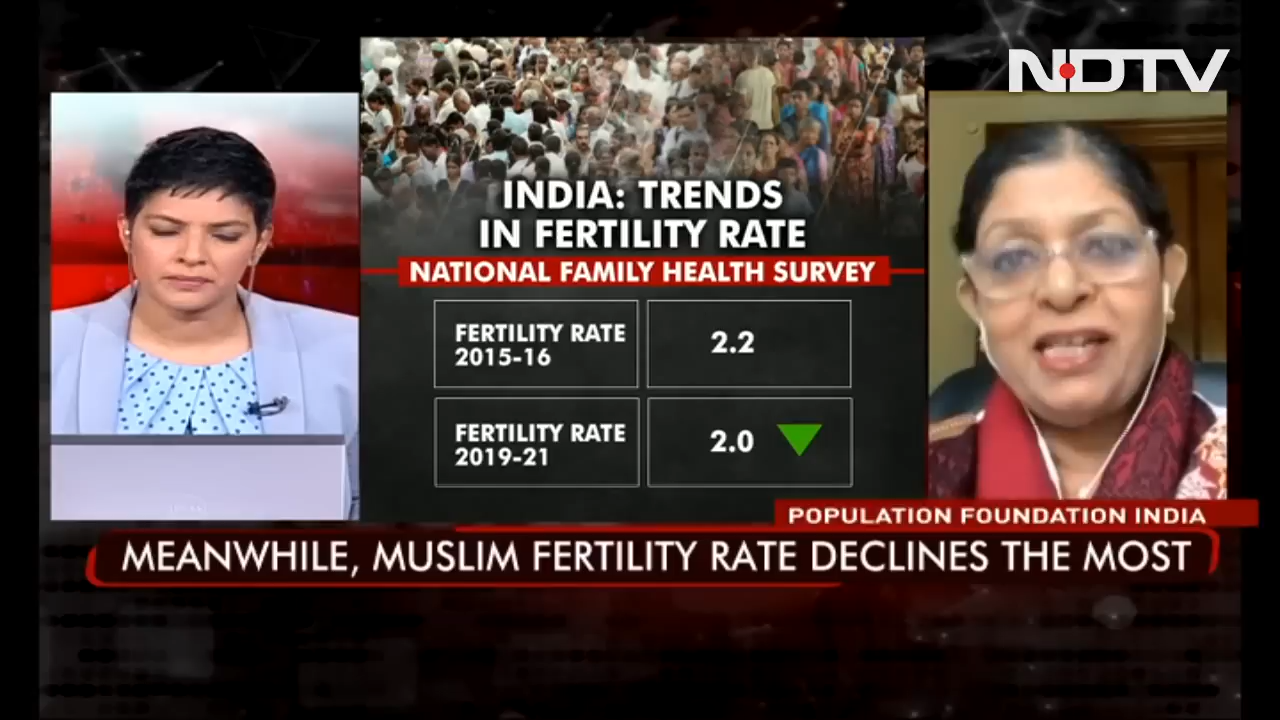 NDTV
INDIA: TRENDS
IN FERTILITY RATE
NATIONAL FAMILY HEALTH SURVEY
FERTILITY RATE
2015-16
2.2
FERTILITY RATE
2019-21
2.0
POPULATION FOUNDATION INDIA
MEANWHILE, MUSLIM FERTILITY RATE DECLINES THE MOST